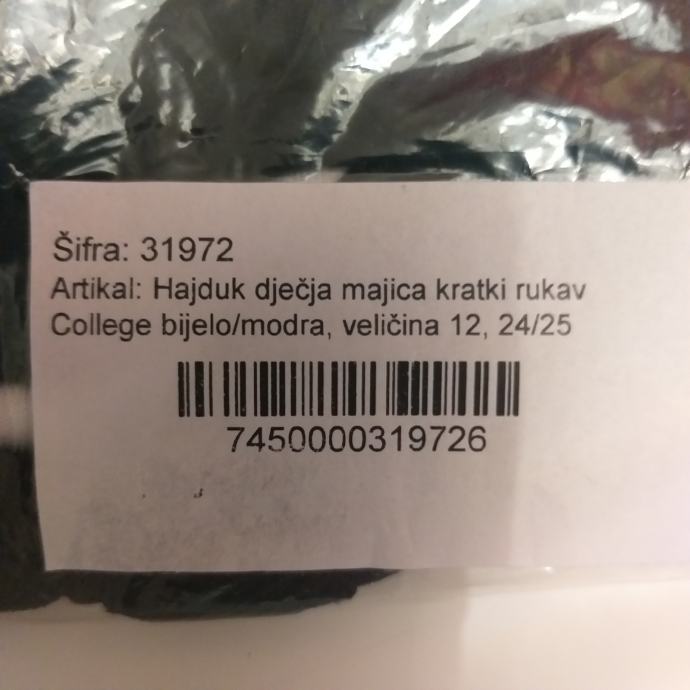 Šifra: 31972
Artikal: Hajduk dječja majica kratki rukav
College bijelo/modra, veličina 12, 24/25
7450000319726